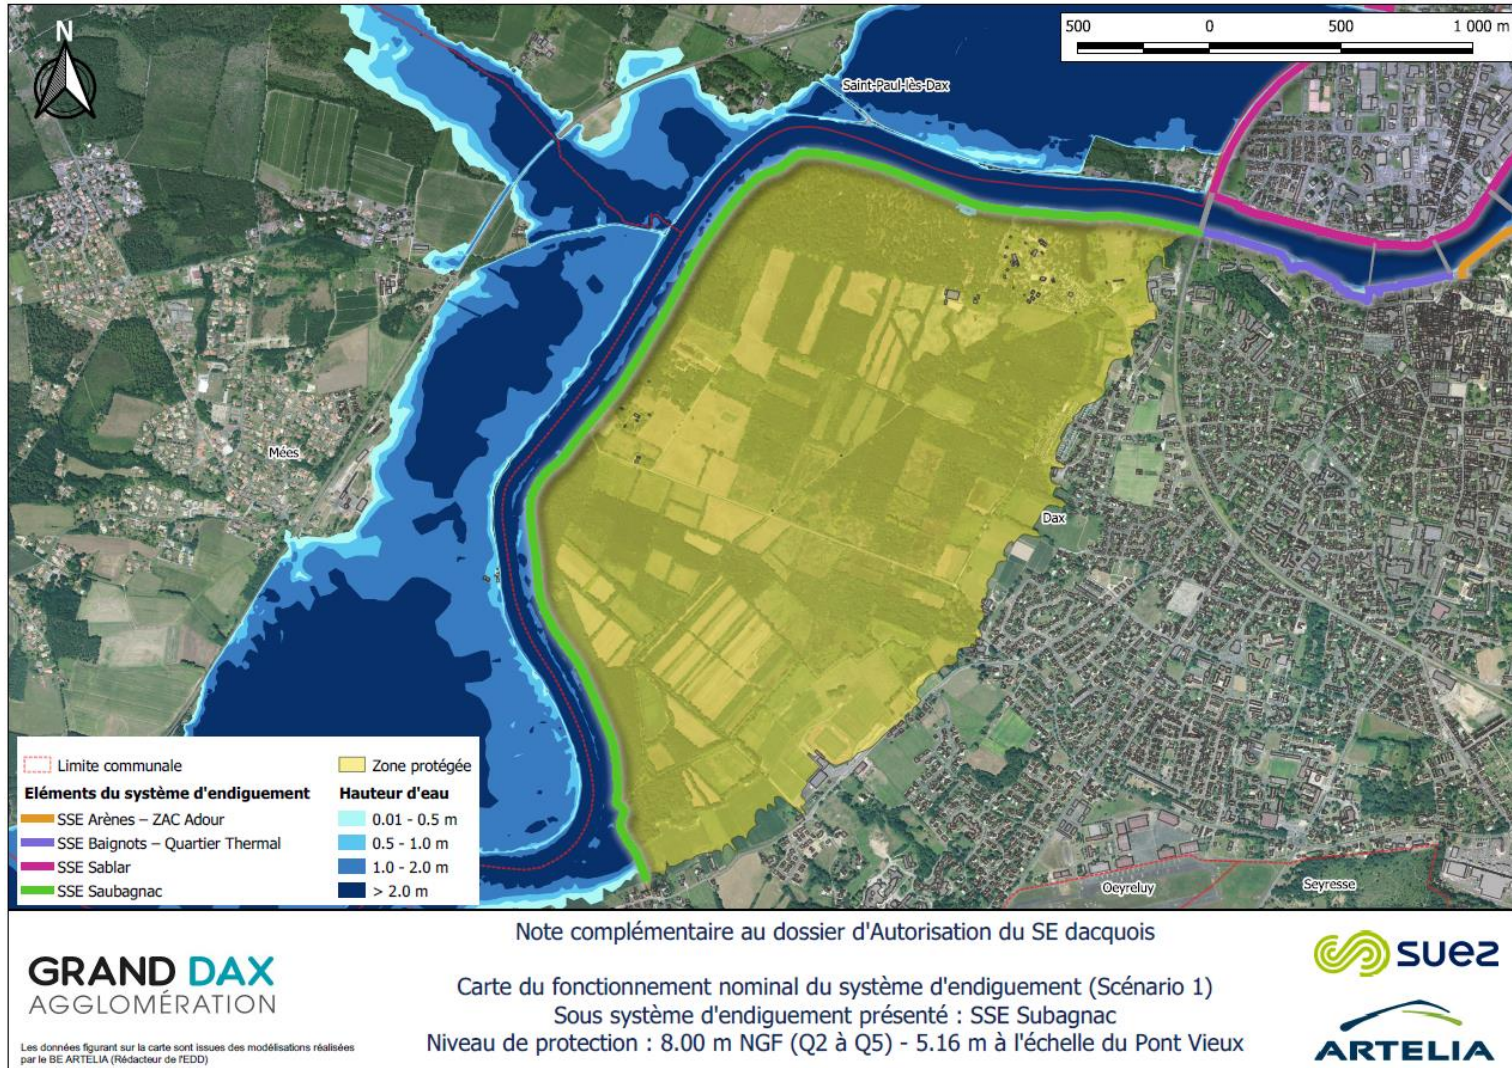 N
500 0 500 1 000 m
Saint-Paul-lès-Dax
Mées
Dax
Oeyreluy
Seyresse
Limite communale
Eléments du système d'endiguement
SSE Arènes – ZAC Adour
SSE Baignots – Quartier Thermal
SSE Sablar
SSE Saubagnac
Zone protégée
Hauteur d'eau
0.01 - 0.5 m
0.5 - 1.0 m
1.0 - 2.0 m
> 2.0 m
GRAND DAX
AGGLOMÉRATION
Les données figurant sur la carte sont issues des modélisations réalisées
par le BE ARTELIA (Rédacteur de l'EDD)
Note complémentaire au dossier d'Autorisation du SE dacquois
Carte du fonctionnement nominal du système d'endiguement (Scénario 1)
Sous système d'endiguement présenté : SSE Subagnac
Niveau de protection : 8.00 m NGF (Q2 à Q5) - 5.16 m à l'échelle du Pont Vieux
suez
ARTELIA